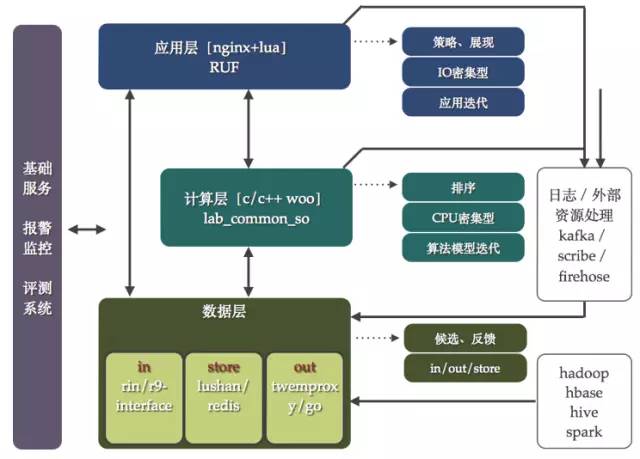 应用层 [nginx+lua]
RUF
策略、展现
IO密集型
应用迭代
基础
服务
报警
监控
评测
系统
计算层 [c/c++ woo]
lab_common_so
排序
CPU密集型
算法模型迭代
日志 / 外部
资源处理
kafka /
scribe /
firehose
数据层
in
rin/r9-
interface
store
lushan/
redis
out
twemprox
y/go
候选、反馈
in/out/store
hadoop
hbase
hive
spark